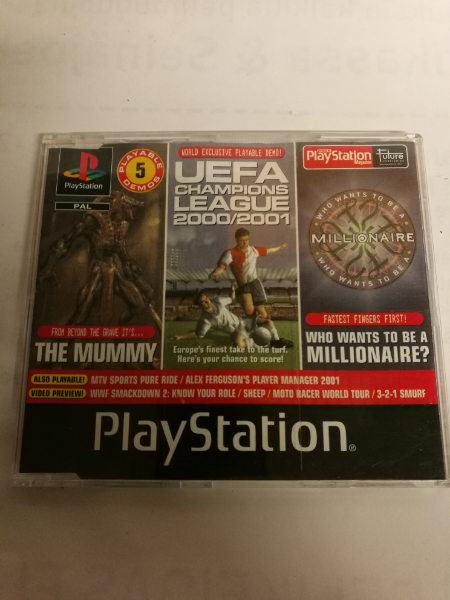 PlayStation
PAL
5
PLAYABLE
DEMOS
FROM BEYOND THE GRAVE IT'S...
THE MUMMY
WORLD EXCLUSIVE PLAYABLE DEMO!
UEFA
CHAMPIONS
LEAGUE
2000/2001
Europe's finest take to the turf.
Here's your chance to score!
PlayStation
Magazine
Future
WHO WANTS TO BE A
MILLIONAIRE
WHO WANTS TO BE A
FASTEST FINGERS FIRST!
WHO WANTS TO BE A
MILLIONAIRE?
ALSO PLAYABLE! MTV SPORTS PURE RIDE / ALEX FERGUSON'S PLAYER MANAGER 2001
VIDEO PREVIEW! WWF SMACKDOWN 2: KNOW YOUR ROLE / SHEEP / MOTO RACER WORLD TOUR / 3-2-1 SMURF
PlayStation®